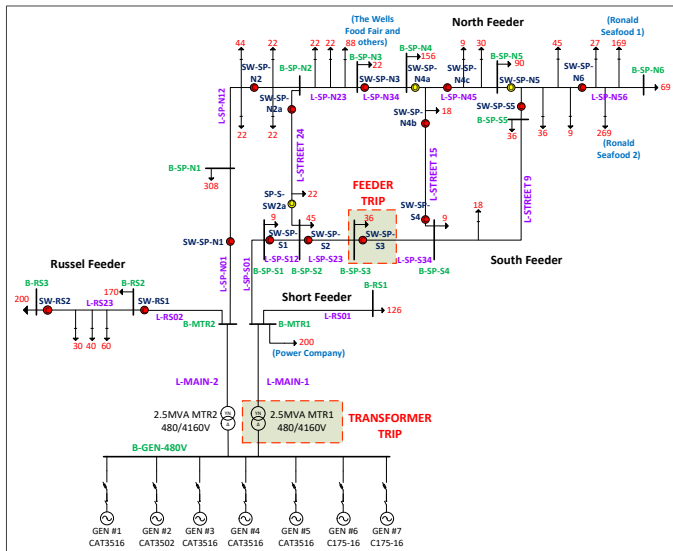 (The Wells
Food Fair and
others)
North Feeder
(Ronald
Seafood 1)
44
22
22
22
88
B-SP-N3
22
B-SP-N4
156
9
30
B-SP-N5
90
45
27
169
SW-SP-
N2
B-SP-N2
SW-SP-N3
SW-SP-
N4a
SW-SP-
N4c
SW-SP-N5
SW-SP-
N6
B-SP-N6
L-SP-N12
SW-SP-
N2a
L-SP-N23
L-SP-N34
L-SP-N45
L-SP-N56
69
22
22
SW-SP-
N4b
18
SW-SP-S5
B-SP-S5
36
36
9
269
(Ronald
Seafood 2)
B-SP-N1
308
L-STREET 24
L-STREET 15
L-STREET 9
SP-S-
SW2a
22
FEEDER
TRIP
SW-SP-N1
9
SW-SP-
S1
45
SW-SP-
S2
36
SW-SP-
S3
SW-SP-
S4
9
18
L-SP-S12
L-SP-S23
L-SP-S34
B-SP-S1
B-SP-S2
B-SP-S3
B-SP-S4
South Feeder
L-SP-N01
L-SP-S01
Russel Feeder
B-RS3
B-RS2
Short Feeder
B-RS1
200
SW-RS2
L-RS23
170
SW-RS1
L-RS02
L-RS01
126
30
40
60
B-MTR2
B-MTR1
200
(Power Company)
L-MAIN-2
L-MAIN-1
2.5MVA MTR2
480/4160V
YN
Δ
YN
Δ
2.5MVA MTR1
480/4160V
TRANSFORMER
TRIP
B-GEN-480V
GEN #1
CAT3516
GEN #2
CAT3502
GEN #3
CAT3516
GEN #4
CAT3516
GEN #5
CAT3516
GEN #6
C175-16
GEN #7
C175-16